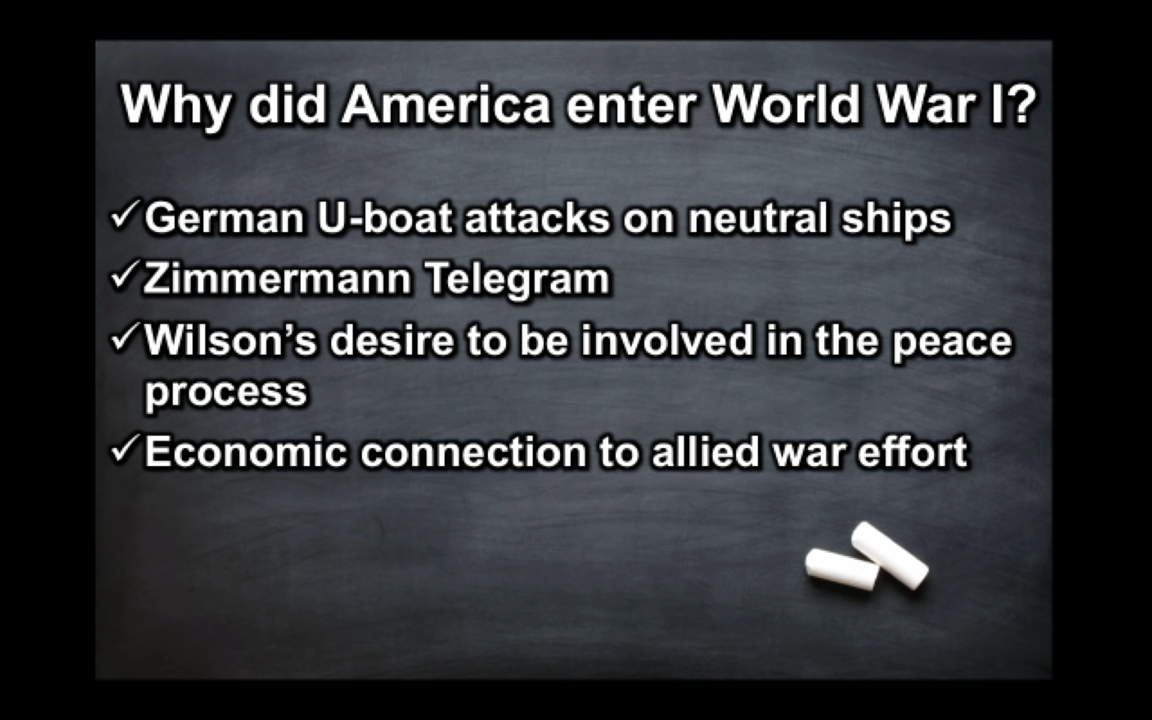 Why did America enter World War I?
✓German U-boat attacks on neutral ships
✓Zimmermann Telegram
✓Wilson’s desire to be involved in the peace
process
✓Economic connection to allied war effort